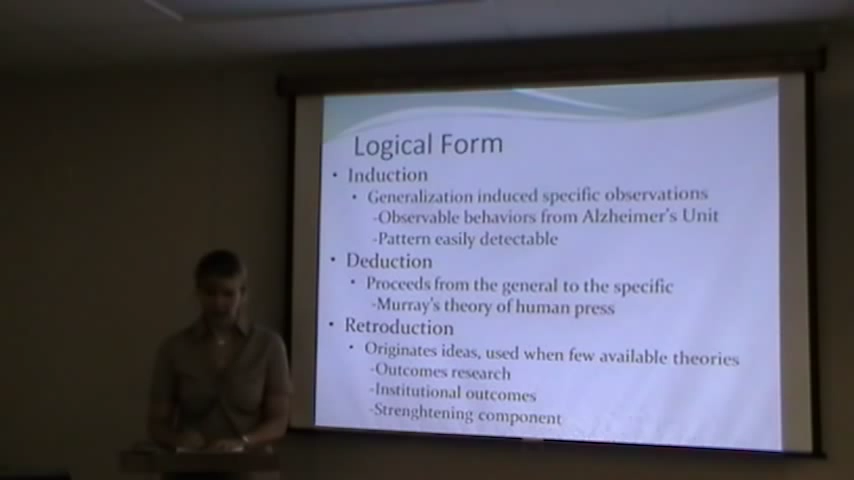 Logical Form
• Induction
• Generalization induced specific observations
-Observable behaviors from Alzheimer's Unit
-Pattern easily detectable
• Deduction
• Proceeds from the general to the specific
-Murray's theory of human press
• Retroduction
• Originates ideas, used when few available theories
-Outcomes research
-Institutional outcomes
-Strenghtening component